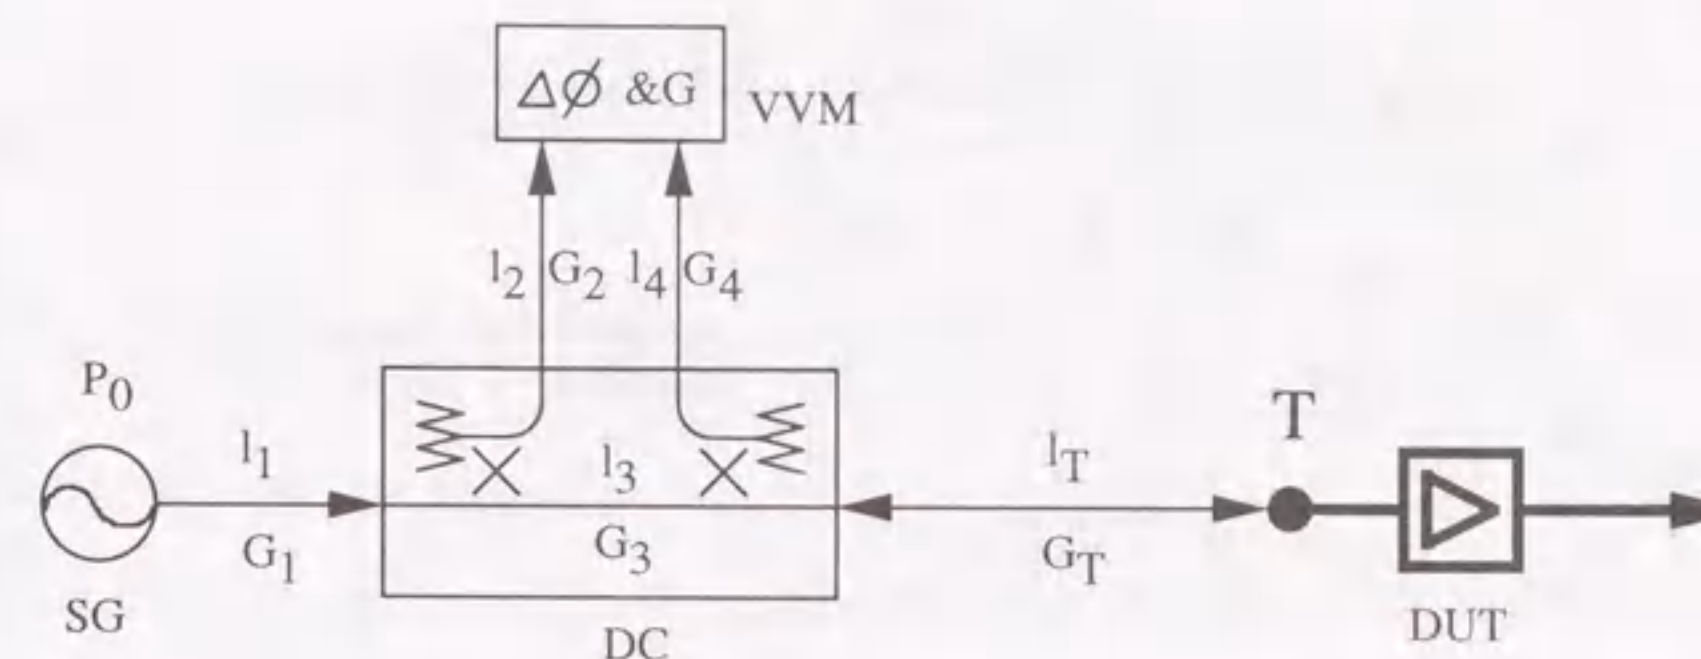 ΔØ &G
VVM
l2 G2 l4 G4
P0
l1
l3
lT
T
G1
G3
GT
SG
DC
DUT